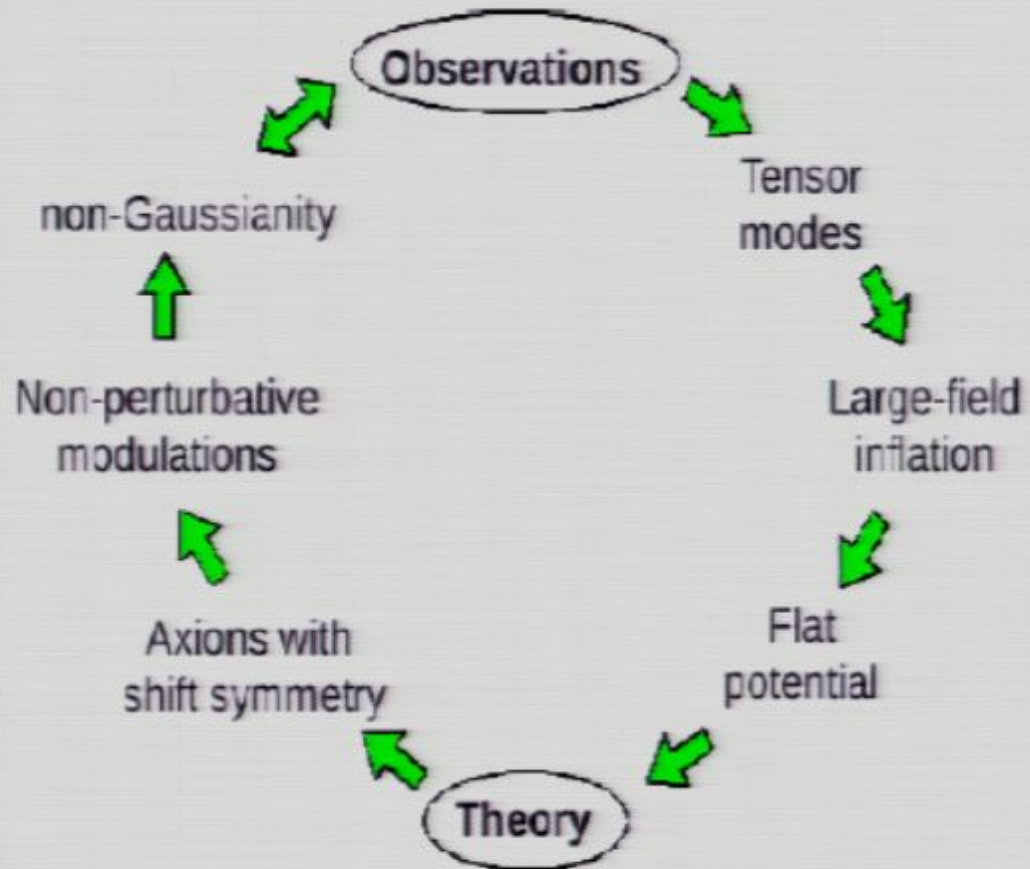 Observations
Tensor
modes
Large-field
inflation
Flat
potential
Theory
Axions with
shift symmetry
Non-perturbative
modulations
non-Gaussianity